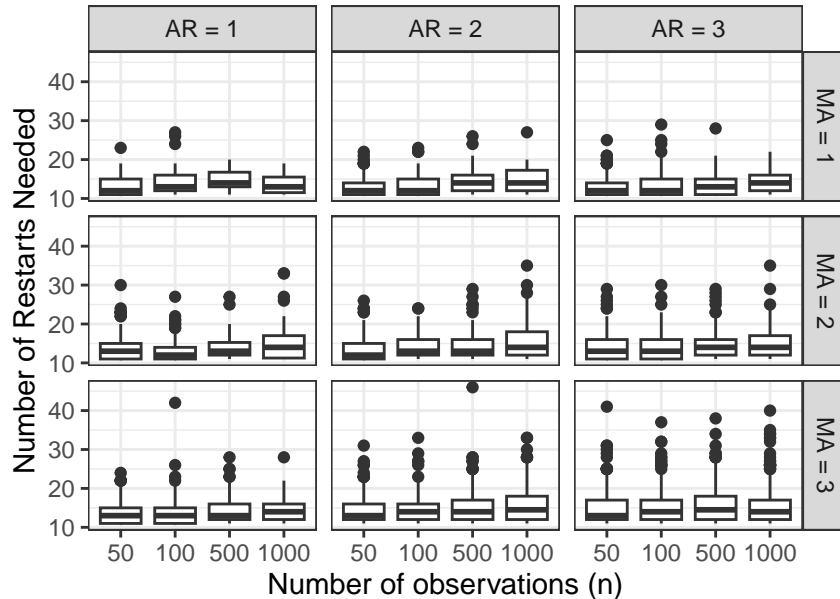 AR = 1
AR = 2
AR = 3
Number of Restarts Needed
40
30
20
10
MA = 1
40
30
20
10
MA = 2
40
30
20
10
MA = 3
50 100 500 1000
50 100 500 1000
50 100 500 1000
Number of observations (n)